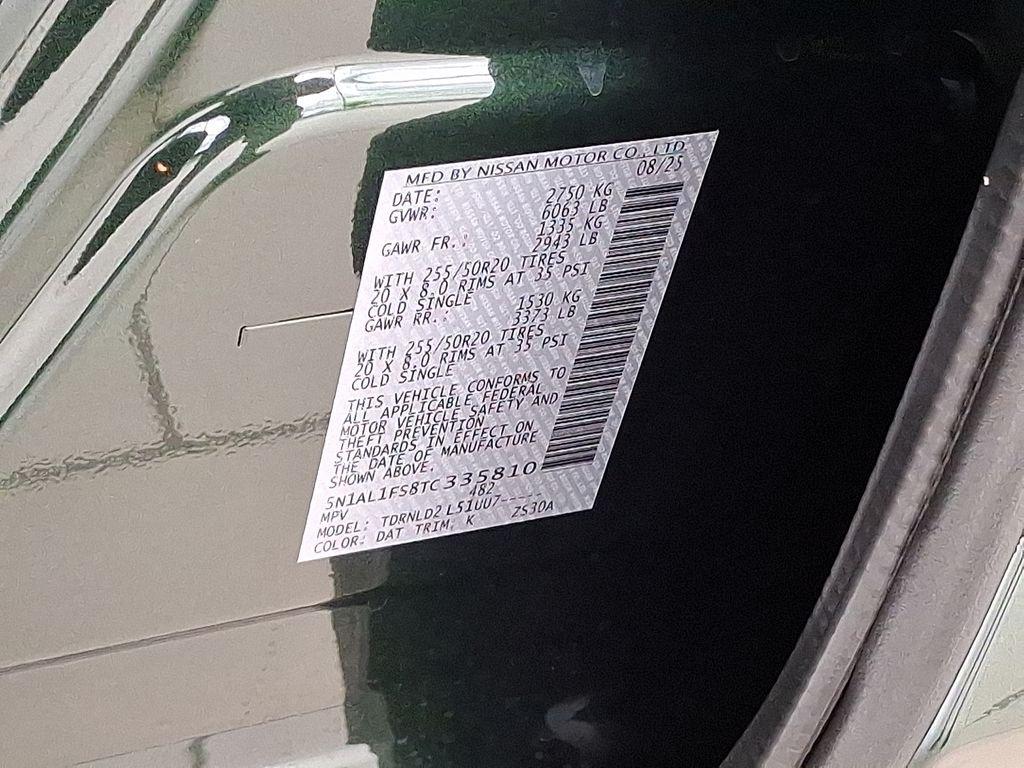 MFD BY NISSAN MOTOR CO., LTD
DATE: 08/25
GVWR: 2750 KG
6063 LB
GAWR FR.: 1335 KG
2943 LB
WITH 255/50R20 TIRES
20 X 8.0 RIMS AT 35 PSI
COLD SINGLE
GAWR RR.: 1530 KG
3373 LB
WITH 255/50R20 TIRES
20 X 8.0 RIMS AT 35 PSI
COLD SINGLE
THIS VEHICLE CONFORMS TO
ALL APPLICABLE FEDERAL
MOTOR VEHICLE SAFETY AND
THEFT PREVENTION
STANDARDS IN EFFECT ON
THE DATE OF MANUFACTURE
SHOWN ABOVE.
5N1AL1FS8TC335810
MPV 482
MODEL: TDRNLD2 L51UU7-----
COLOR: DAT TRIM: K ZS30A